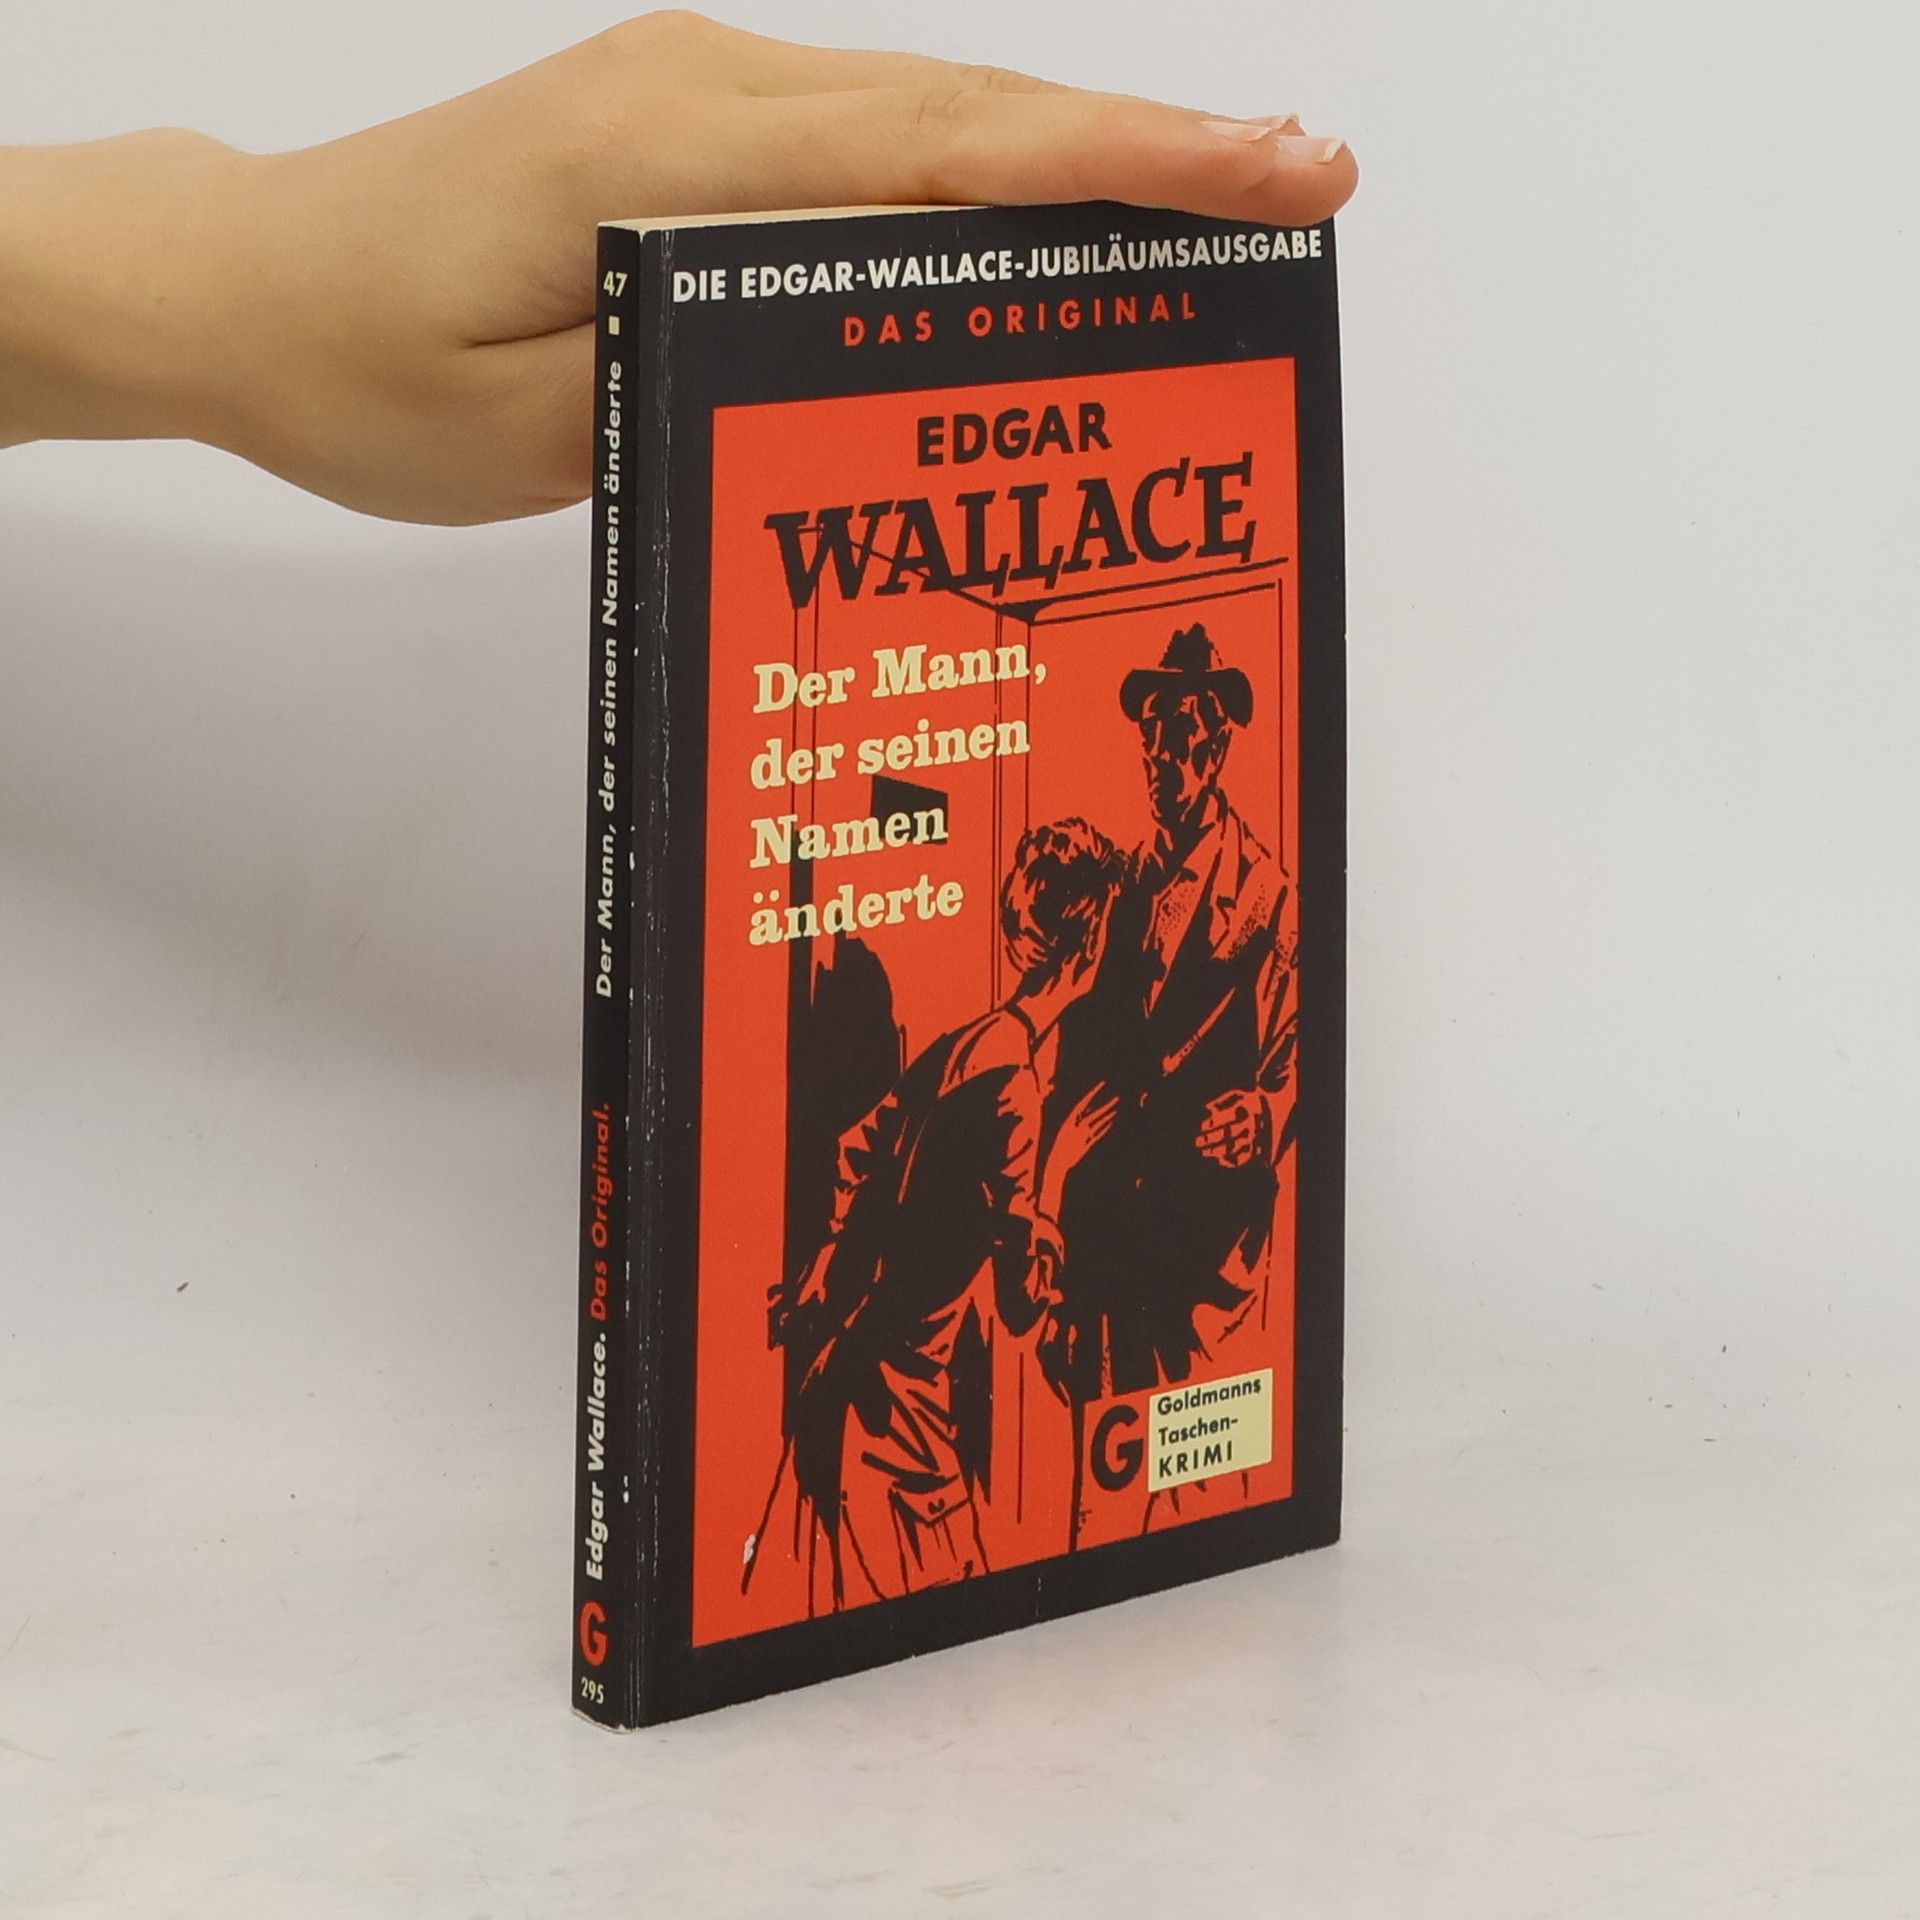 47 ■ Der Mann, der seinen Namen änderte
Edgar Wallace. Das Original.
G
295
DIE EDGAR-WALLACE-JUBILÄUMSAUSGABE
DAS ORIGINAL
EDGAR
WALLACE
Der Mann,
der seinen
Namen
änderte
G
Goldmanns
Taschen-
KRIMI